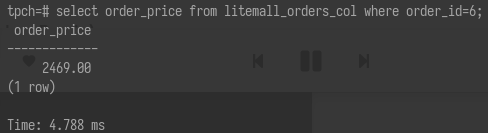 tpch=# select order_price from litemall_orders_col where order_id=6;
order_price
-------------
2469.00
(1 row)
Time: 4.788 ms